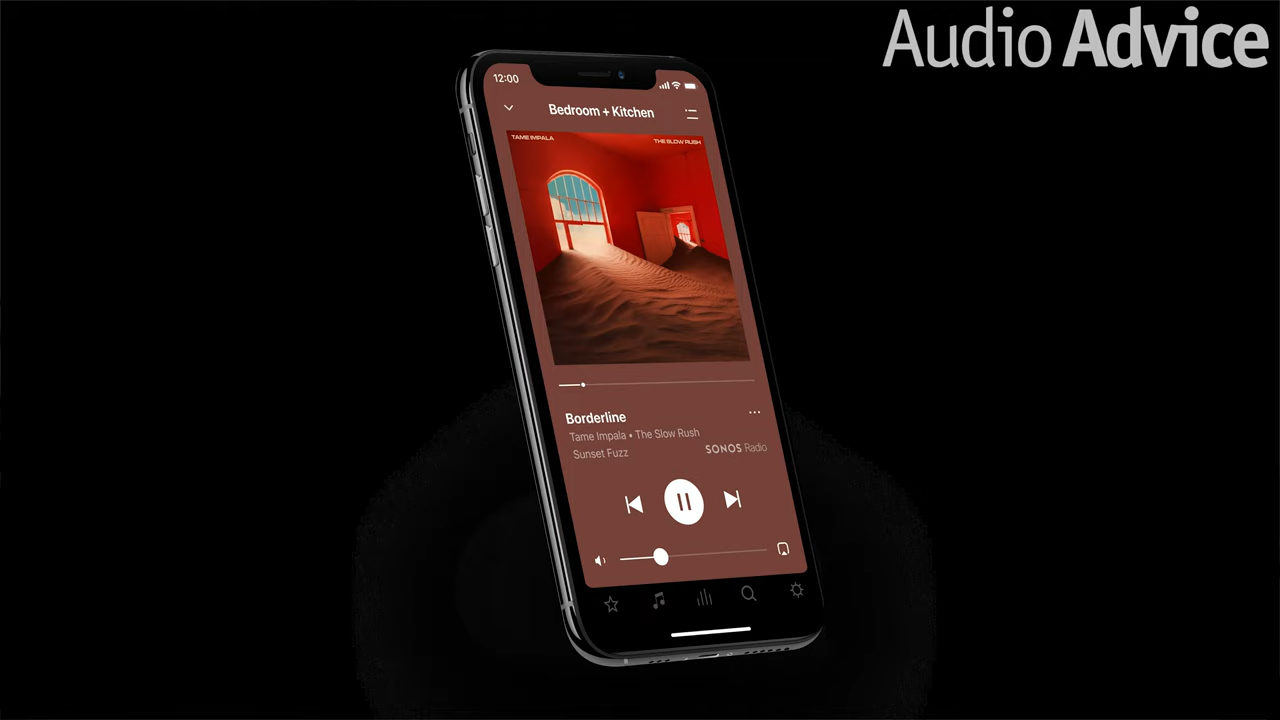 Audio Advice
12:00
Bedroom + Kitchen
TAME IMPALA
THE SLOW RUSH
Borderline
Tame Impala • The Slow Rush
Sunset Fuzz
SONOS Radio